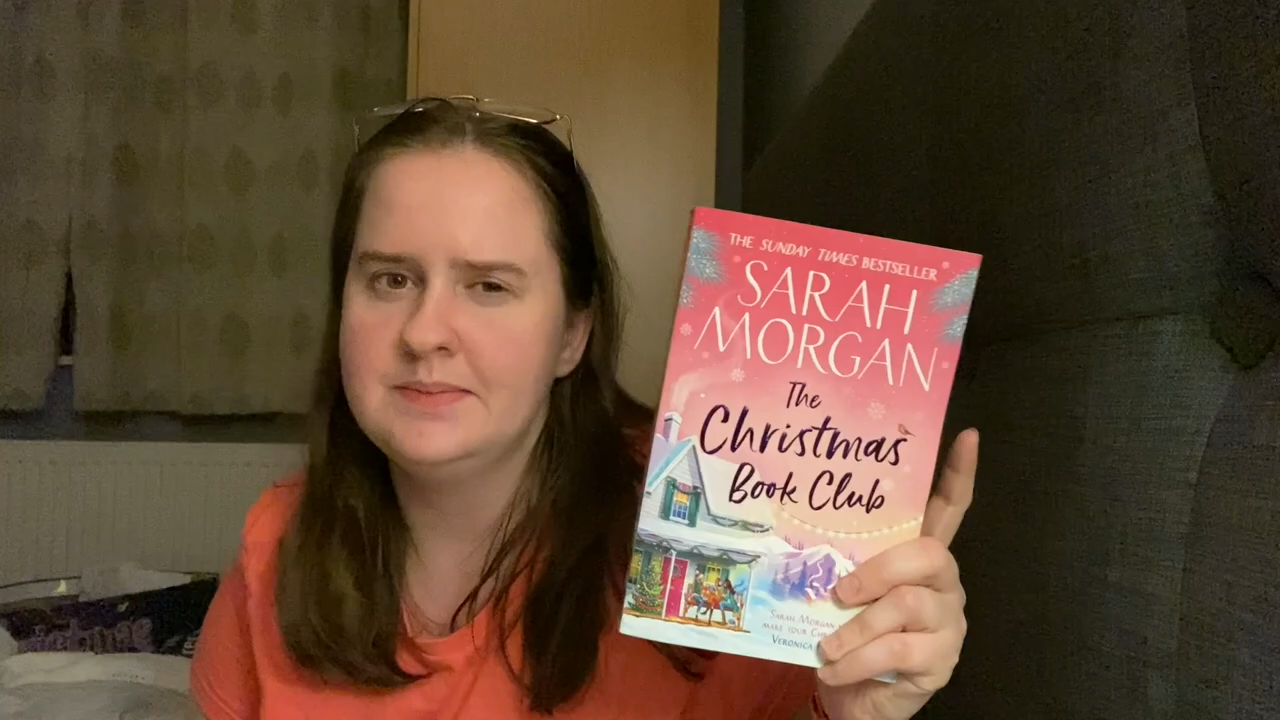 THE SUNDAY TIMES BESTSELLER
SARAH
MORGAN
The
Christmas
Book Club
SARAH MORGAN
MAKE YOUR
VERONICA